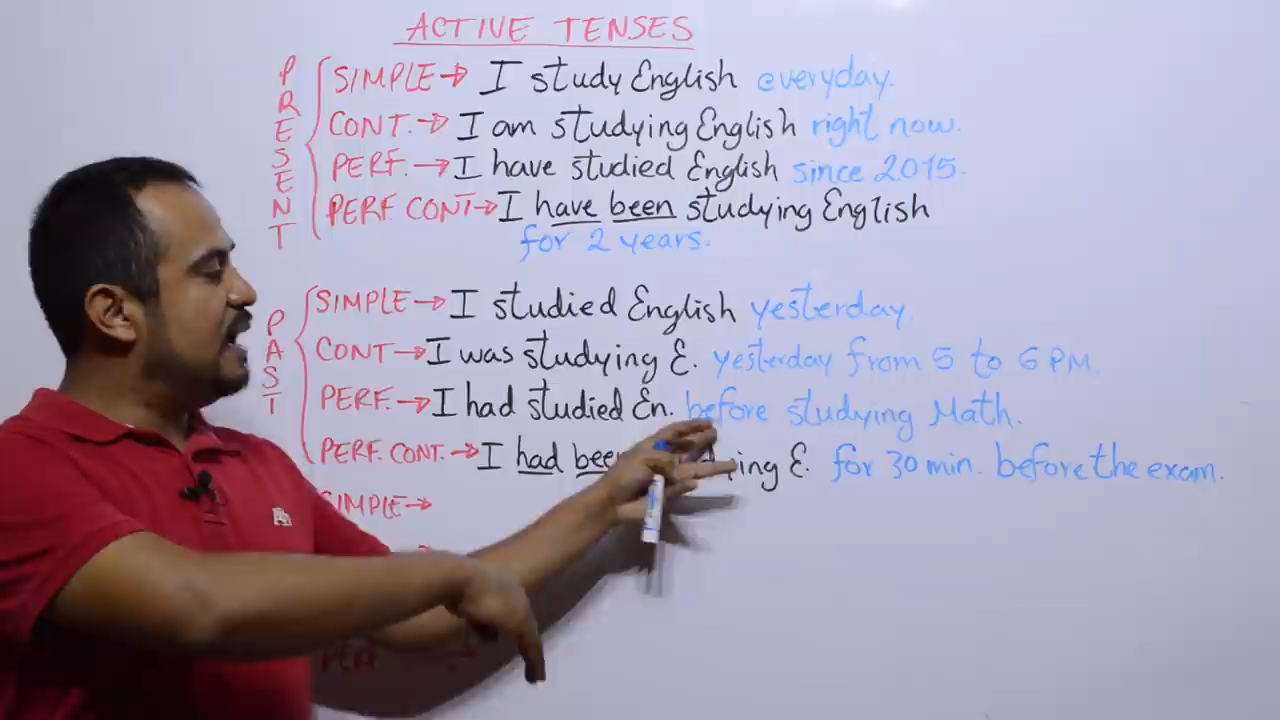 ACTIVE TENSES
PRESENT
SIMPLE→ I study English everyday.
CONT.→ I am studying English right now.
PERF.→ I have studied English since 2015.
PERF CONT→ I have been studying English
for 2 years.
PAST
SIMPLE→ I studied English yesterday.
CONT→ I was studying E. yesterday from 5 to 6 PM.
PERF.→ I had studied En. before studying Math.
PERF. CONT.→ I had E. for 30 min. before the exam.
SIMPLE→